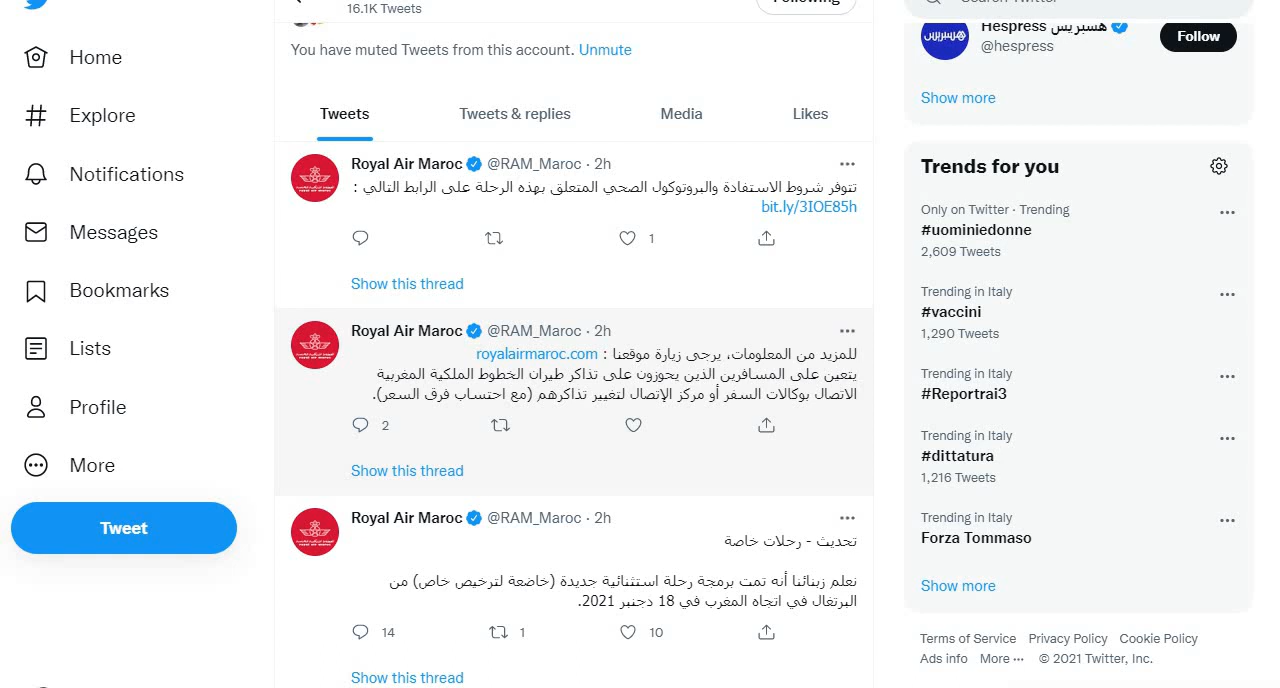 Home
Explore
Notifications
Messages
Bookmarks
Lists
Profile
More
Tweet
16.1K Tweets
You have muted Tweets from this account. Unmute
Tweets
Tweets & replies
Media
Likes
Royal Air Maroc @RAM_Maroc · 2h
تتوفر شروط الاستفادة والبروتوكول الصحي المتعلق بهذه الرحلة على الرابط التالي :
bit.ly/3IOE85h
1
Show this thread
Royal Air Maroc @RAM_Maroc · 2h
للمزيد من المعلومات، يرجى زيارة موقعنا : royalairmaroc.com
يتعين على المسافرين الذين يحوزون على تذاكر طيران الخطوط الملكية المغربية
الاتصال بوكالات السفر أو مركز الإتصال لتغيير تذاكرهم (مع احتساب فرق السعر).
2
Show this thread
Royal Air Maroc @RAM_Maroc · 2h
تحديث - رحلات خاصة
نعلم زبنائنا أنه تمت برمجة رحلة استثنائية جديدة (خاضعة لترخيص خاص) من
البرتغال في اتجاه المغرب في 18 دجنبر 2021.
14 1 10
Show this thread
Hespress هسبريس
@hespress
Follow
Show more
Trends for you
Only on Twitter · Trending
#uominiedonne
2,609 Tweets
Trending in Italy
#vaccini
1,290 Tweets
Trending in Italy
#Reportrai3
Trending in Italy
#dittatura
1,216 Tweets
Trending in Italy
Forza Tommaso
Show more
Terms of Service Privacy Policy Cookie Policy
Ads info More ··· © 2021 Twitter, Inc.